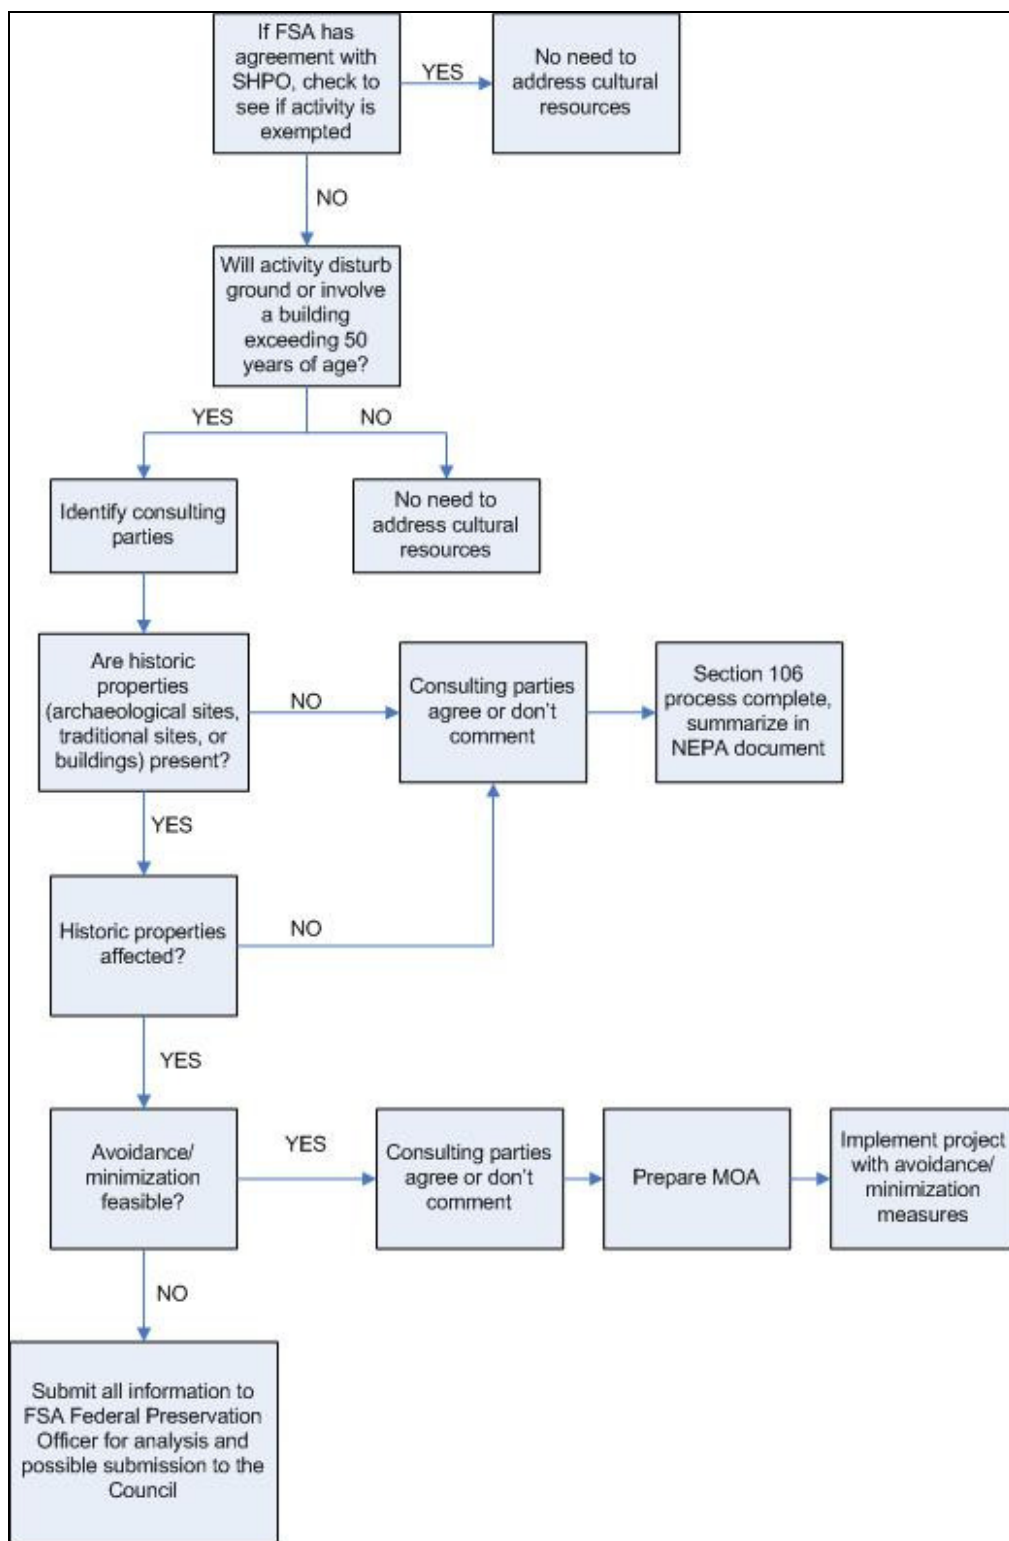 If FSA has
agreement with
SHPO, check to
see if activity is
exempted
YES
No need to
address cultural
resources
NO
Will activity disturb
ground or involve
a building
exceeding 50
years of age?
YES
NO
Identify consulting
parties
No need to
address cultural
resources
Are historic
properties
(archaeological sites,
traditional sites, or
buildings) present?
NO
Consulting parties
agree or don't
comment
Section 106
process complete,
summarize in
NEPA document
YES
Historic properties
affected?
NO
YES
Avoidance/
minimization
feasible?
YES
Consulting parties
agree or don't
comment
Prepare MOA
Implement project
with avoidance/
minimization
measures
NO
Submit all information to
FSA Federal Preservation
Officer for analysis and
possible submission to the
Council